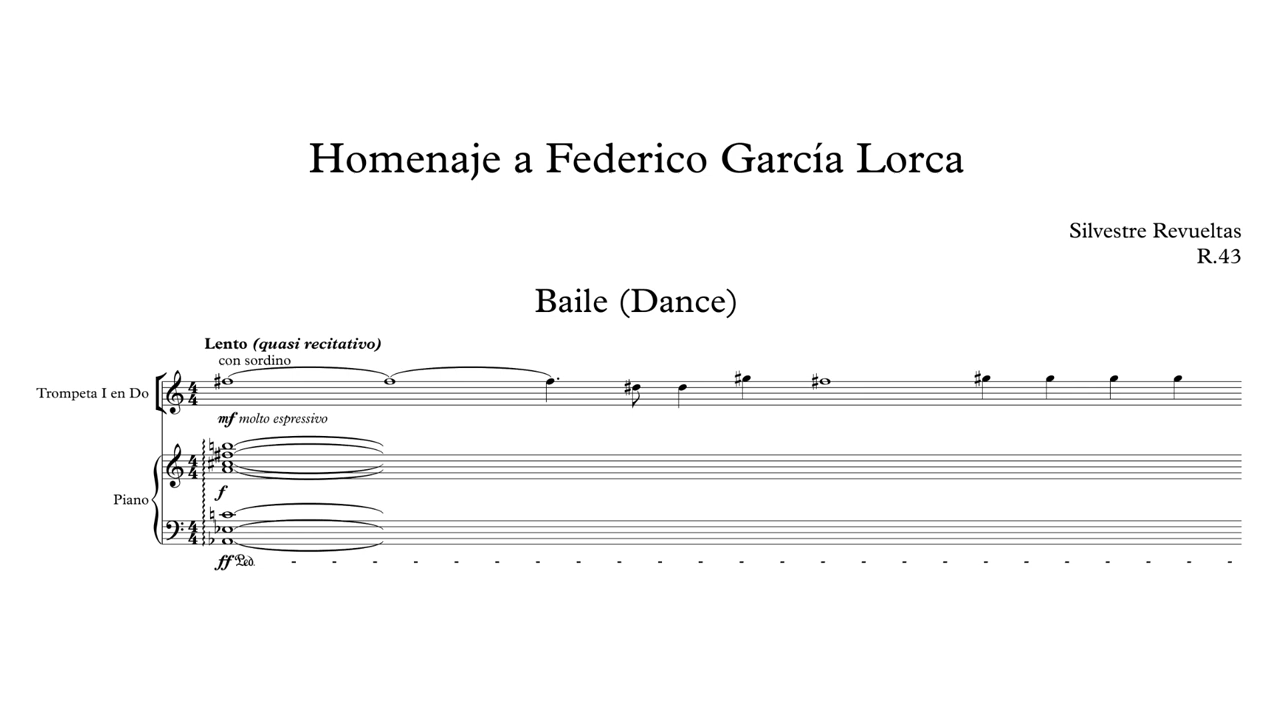 Homenaje a Federico García Lorca
Silvestre Revueltas
R.43
Baile (Dance)
Lento (quasi recitativo)
con sordino
Trompeta I en Do
mf molto espressivo
f
Piano
ff Ped.